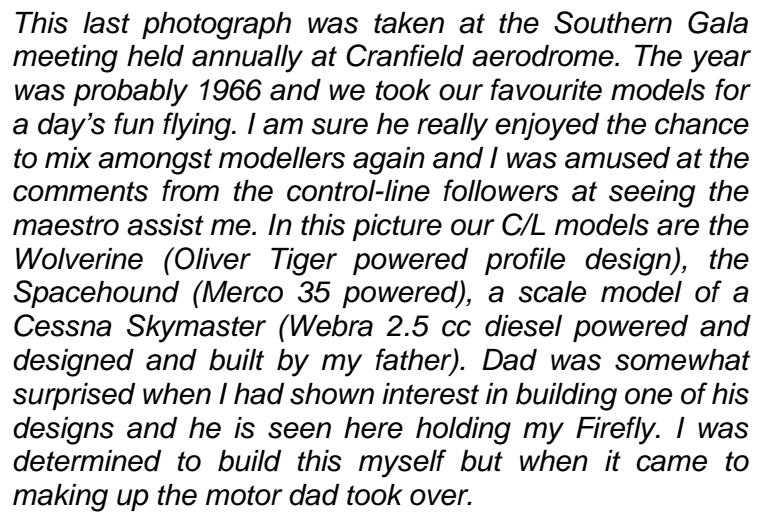 This last photograph was taken at the Southern Gala
meeting held annually at Cranfield aerodrome. The year
was probably 1966 and we took our favourite models for
a day's fun flying. I am sure he really enjoyed the chance
to mix amongst modellers again and I was amused at the
comments from the control-line followers at seeing the
maestro assist me. In this picture our C/L models are the
Wolverine (Oliver Tiger powered profile design), the
Spacehound (Merco 35 powered), a scale model of a
Cessna Skymaster (Webra 2.5 cc diesel powered and
designed and built by my father). Dad was somewhat
surprised when I had shown interest in building one of his
designs and he is seen here holding my Firefly. I was
determined to build this myself but when it came to
making up the motor dad took over.